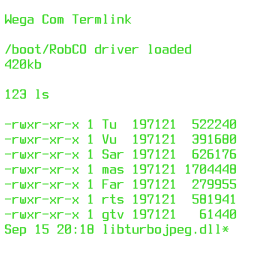 Wega Com Termlink
/boot/RobCO driver loaded
420kb
123 ls
-rwxr-xr-x 1 Tu  197121  522240
-rwxr-xr-x 1 Vu  197121  391680
-rwxr-xr-x 1 Sar 197121  626176
-rwxr-xr-x 1 mas 197121 1704448
-rwxr-xr-x 1 Far 197121  279955
-rwxr-xr-x 1 rts 197121  581941
-rwxr-xr-x 1 gtv 197121   61440
Sep 15 20:18 libturbojpeg.dll*